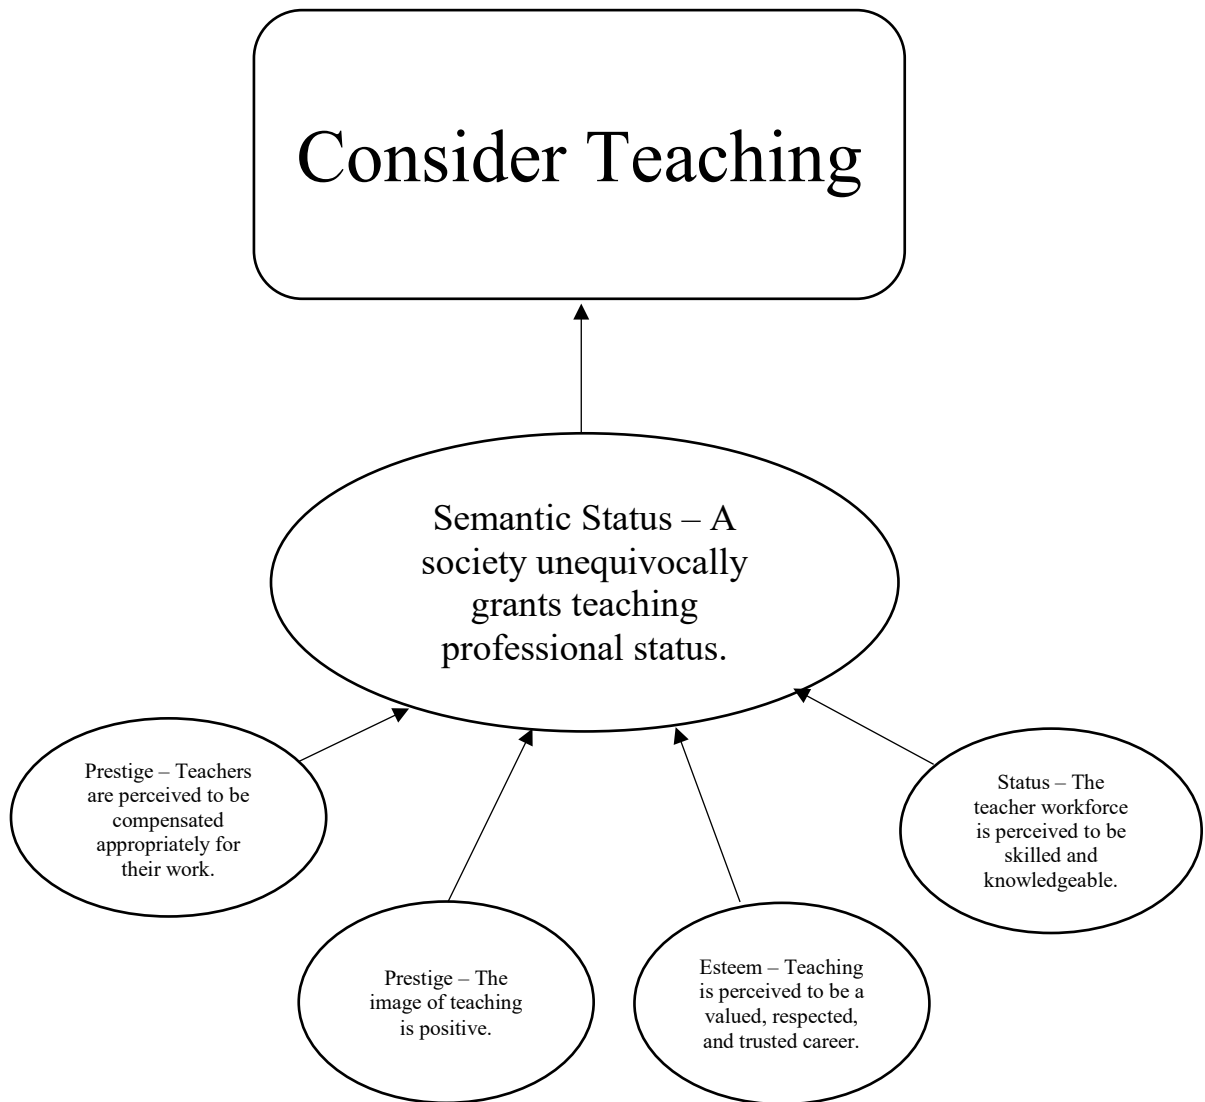 Consider Teaching
Semantic Status – A
society unequivocally
grants teaching
professional status.
Prestige – Teachers
are perceived to be
compensated
appropriately for
their work.
Prestige – The
image of teaching
is positive.
Esteem – Teaching
is perceived to be a
valued, respected,
and trusted career.
Status – The
teacher workforce
is perceived to be
skilled and
knowledgeable.